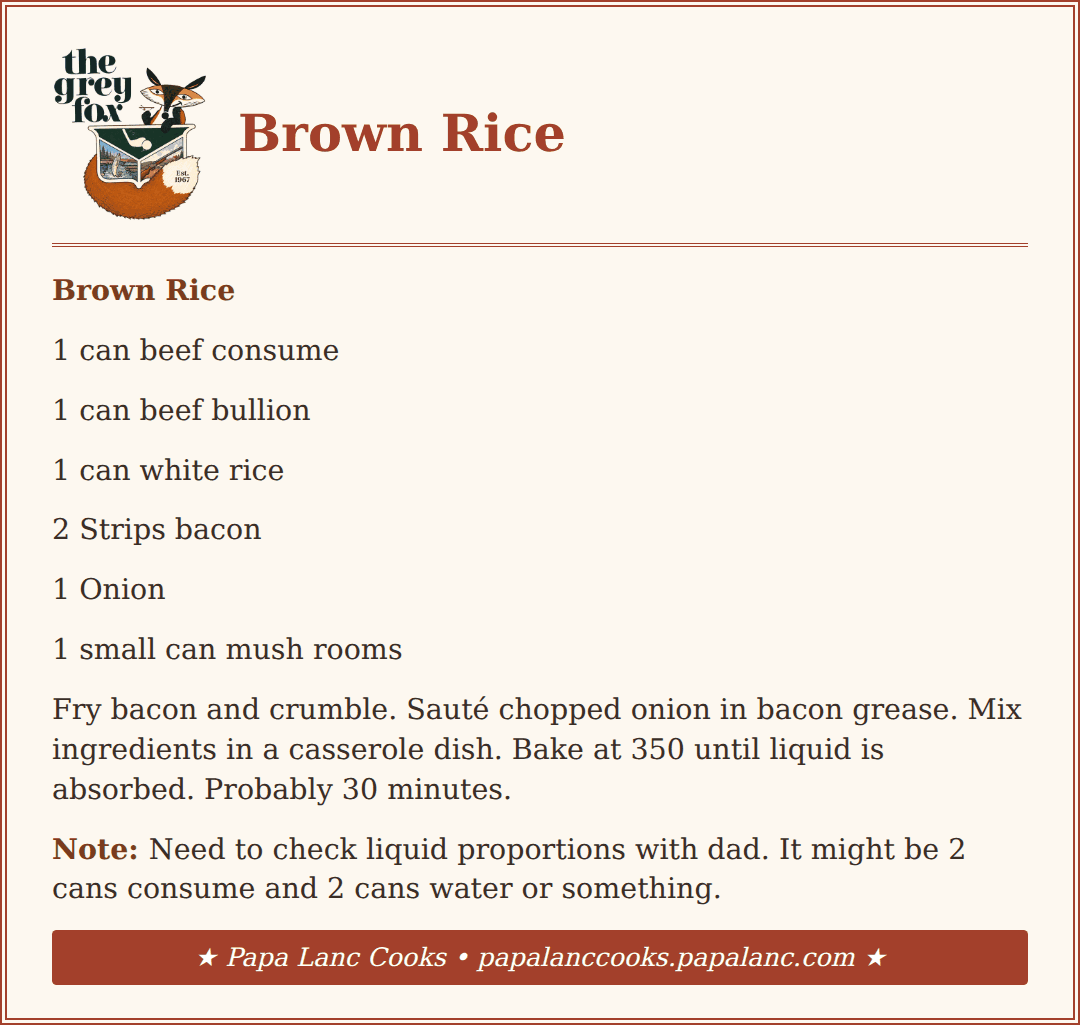 the
grey
fox
Est.
1967
Brown Rice
Brown Rice
1 can beef consume
1 can beef bullion
1 can white rice
2 Strips bacon
1 Onion
1 small can mush rooms
Fry bacon and crumble. Sauté chopped onion in bacon grease. Mix
ingredients in a casserole dish. Bake at 350 until liquid is
absorbed. Probably 30 minutes.
Note: Need to check liquid proportions with dad. It might be 2
cans consume and 2 cans water or something.
★ Papa Lanc Cooks • papalanccooks.papalanc.com ★